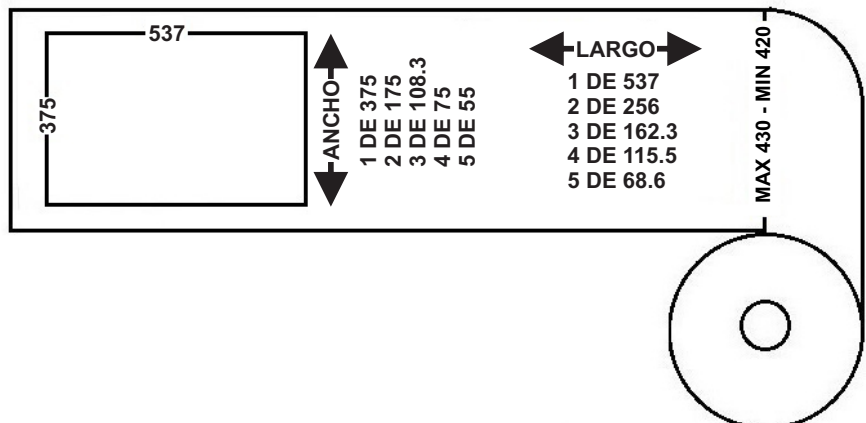 537
375
ANCHO
1 DE 375
2 DE 175
3 DE 108.3
4 DE 75
5 DE 55
LARGO
1 DE 537
2 DE 256
3 DE 162.3
4 DE 115.5
5 DE 68.6
MAX 430 - MIN 420